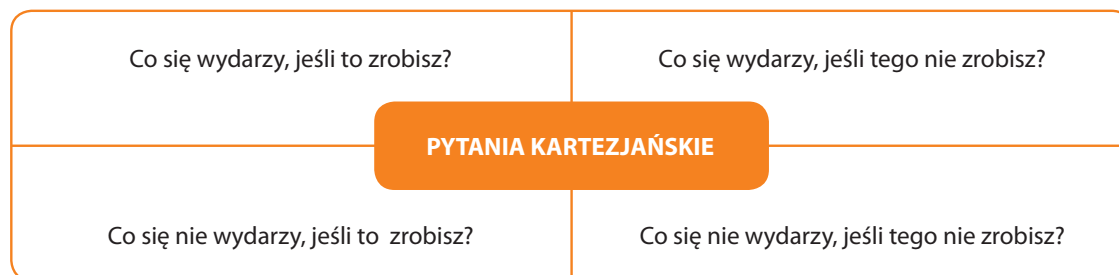 Co się wydarzy, jeśli to zrobisz?
Co się wydarzy, jeśli tego nie zrobisz?
PYTANIA KARTEZJAŃSKIE
Co się nie wydarzy, jeśli to zrobisz?
Co się nie wydarzy, jeśli tego nie zrobisz?